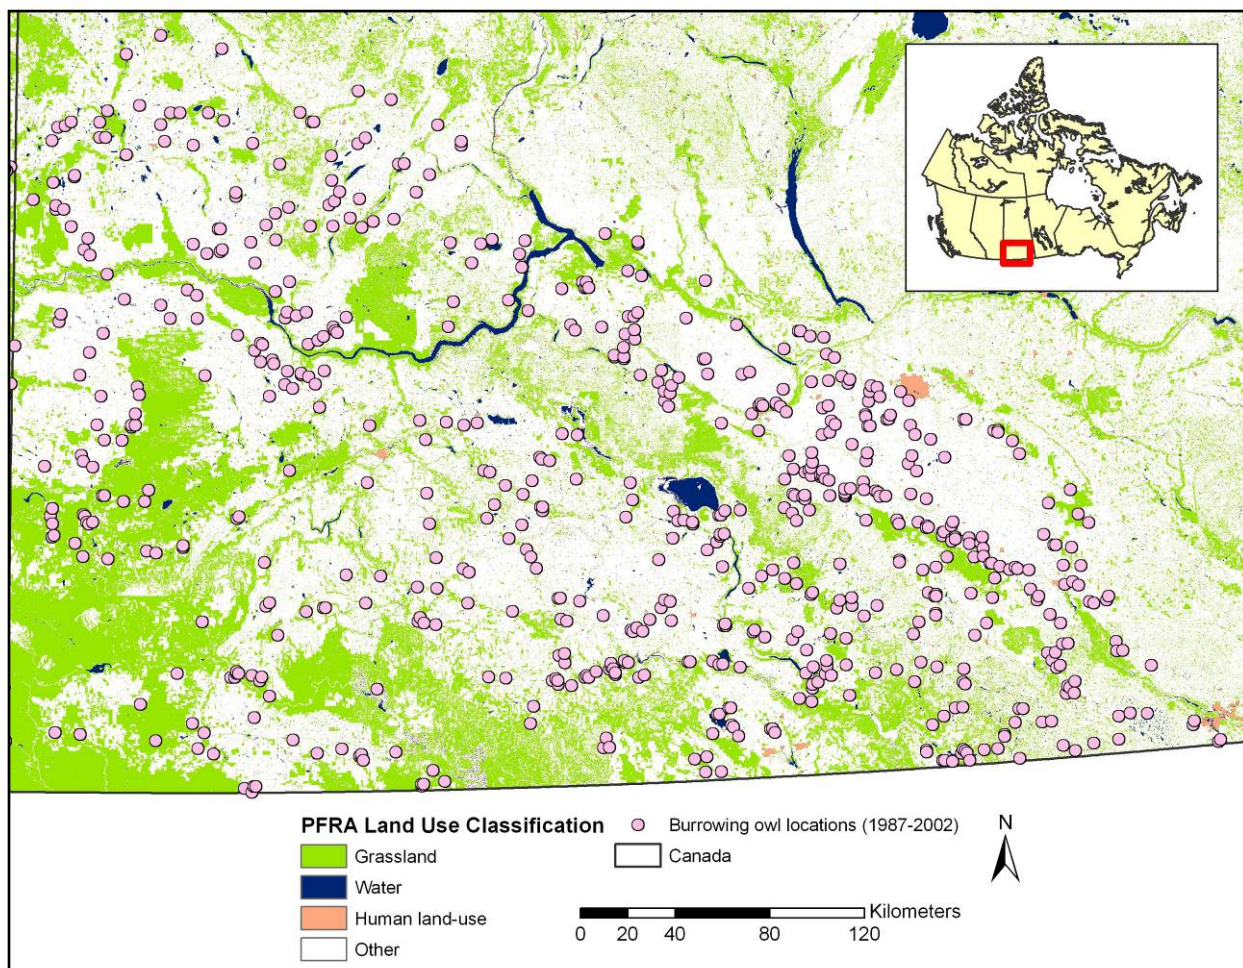 PFRA Land Use Classification
Grassland
Water
Human land-use
Other
Burrowing owl locations (1987-2002)
Canada
N
Kilometers
0 20 40 80 120